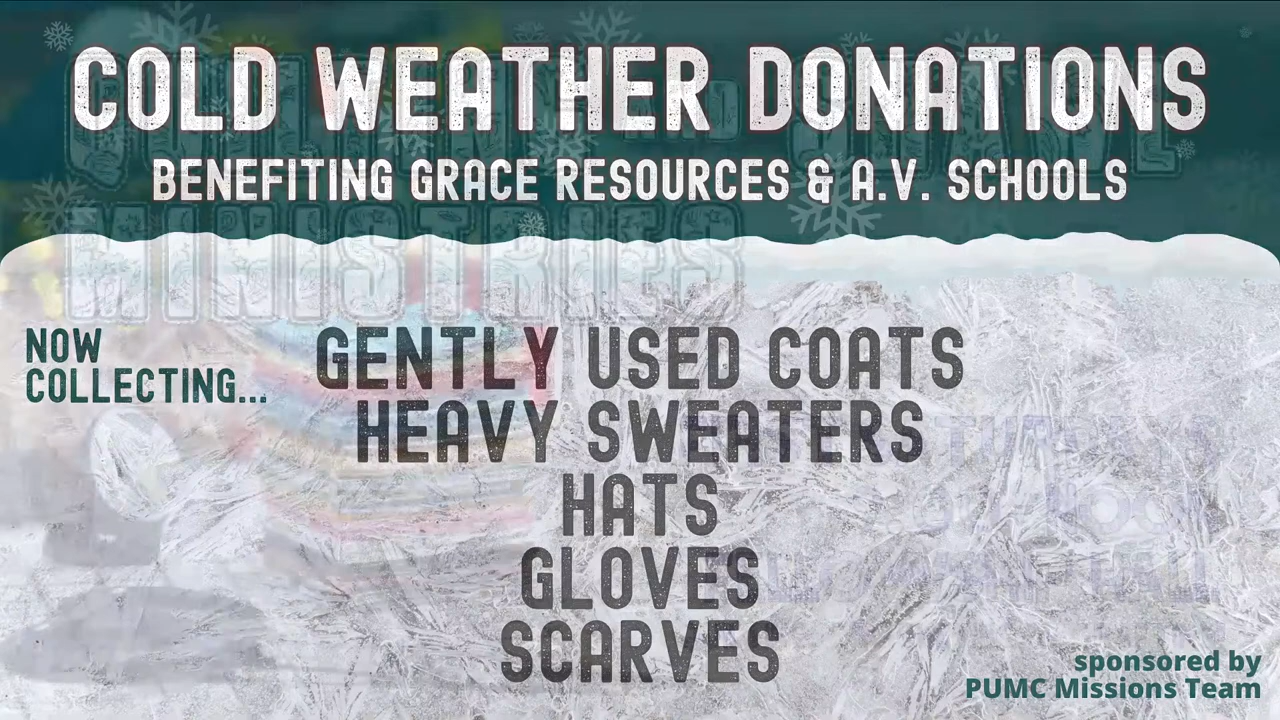 COLD WEATHER DONATIONS
BENEFITING GRACE RESOURCES & A.V. SCHOOLS
NOW
COLLECTING...
GENTLY USED COATS
HEAVY SWEATERS
HATS
GLOVES
SCARVES
sponsored by
PUMC Missions Team
MINISTRIES